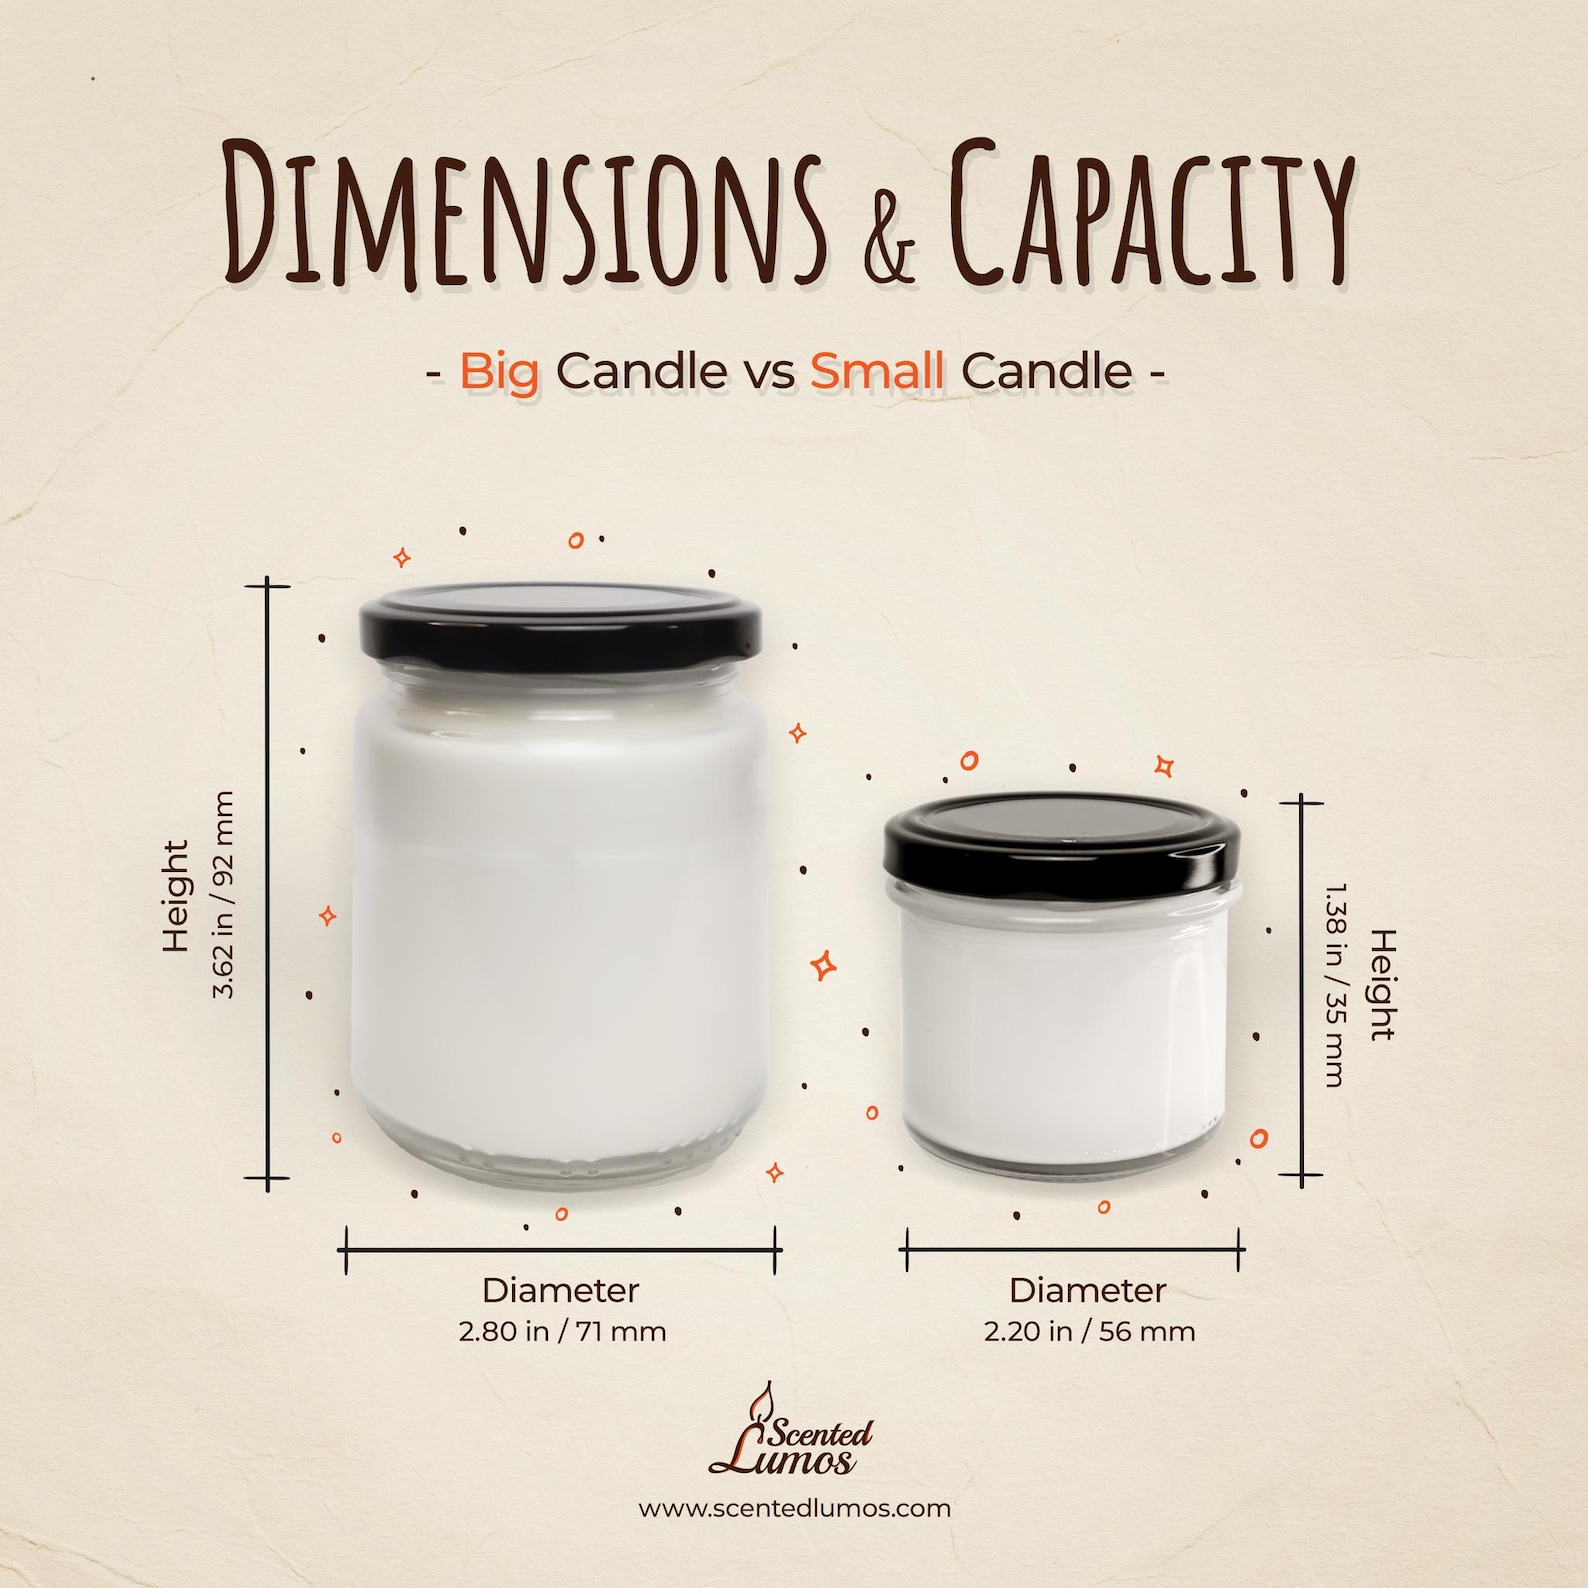 DIMENSIONS & CAPACITY
- Big Candle vs Small Candle -
Height
3.62 in / 92 mm
1.38 in / 35 mm
Height
Diameter
2.80 in / 71 mm
Diameter
2.20 in / 56 mm
Scented
Lumos
www.scentedlumos.com